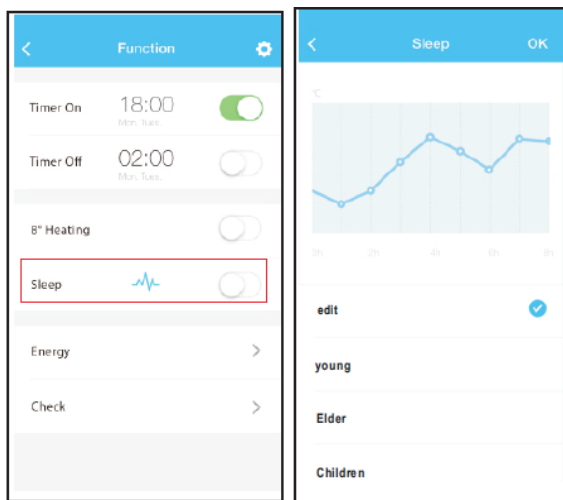 Function
Timer On 18:00
Mon. Tues.
Timer Off 02:00
Mon. Tues.
8° Heating
Sleep
Energy
Check
Sleep OK
°C
0h 2h 4h 6h 8h
edit
young
Elder
Children